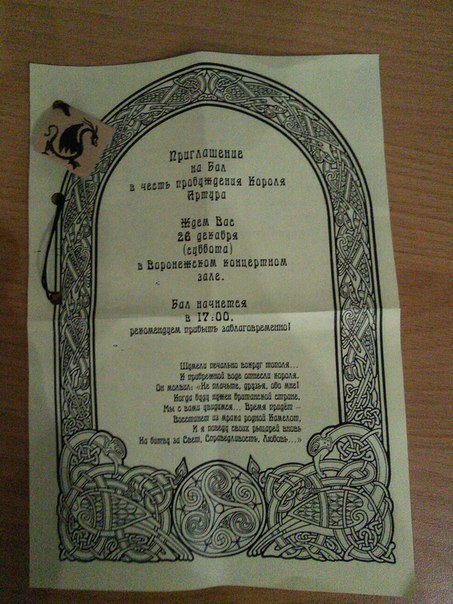 Приглашение
на Бал
в честь пробуждения Короля
Артура
Ждем Вас
26 декабря
(суббота)
в Воронежском концертном
зале.
Бал начнется
в 17:00.
рекомендуем прибыть заблаговременно!
Шумели печально вокруг тополя...
И прибрежной воде отнесли короля.
Он молвил: «Не плачьте, друзья, обо мне!
Когда буду нужен британской стране,
Мы с вами увидимся... Время придёт –
Восстанет из мрака родной Камелот,
И я поведу своих рыцарей вновь
На битву за Свет, Справедливость, Любовь...»